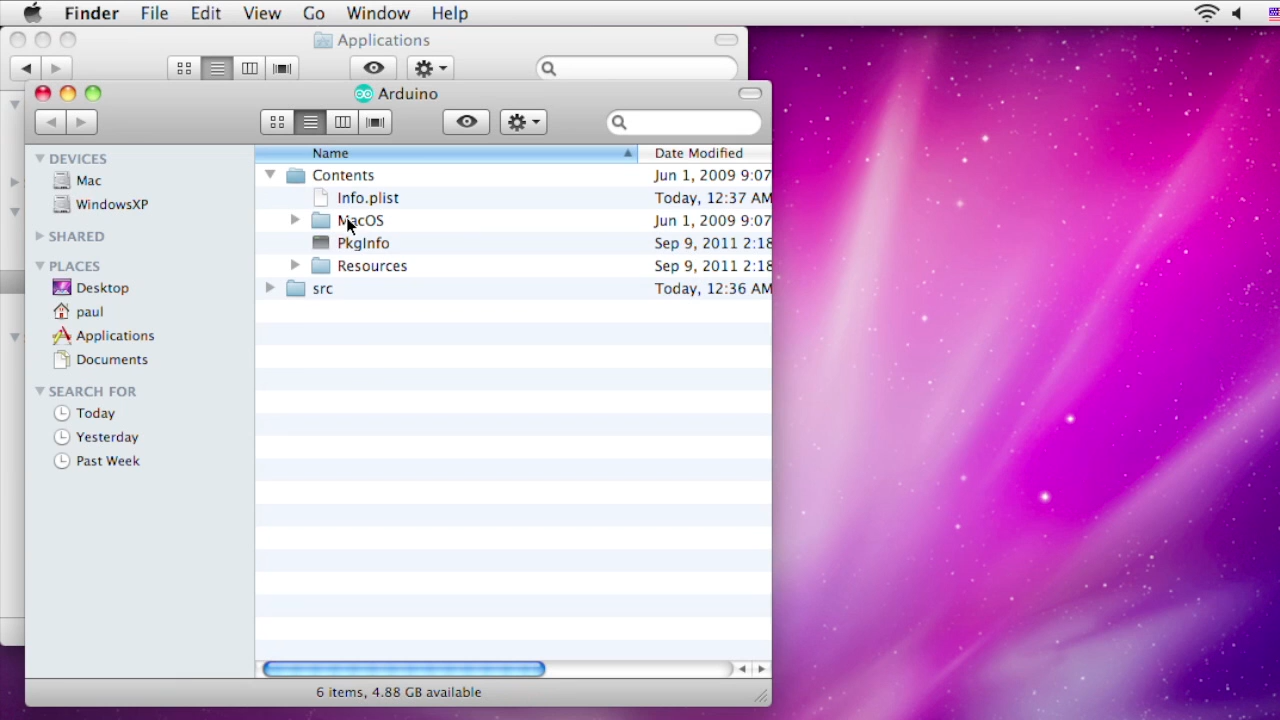 Finder File Edit View Go Window Help
Applications
Arduino
Name Date Modified
DEVICES
Mac
WindowsXP
SHARED
PLACES
Desktop
paul
Applications
Documents
SEARCH FOR
Today
Yesterday
Past Week
Contents Jun 1, 2009 9:07
Info.plist Today, 12:37 AM
MacOS Jun 1, 2009 9:07
PkgInfo Sep 9, 2011 2:18
Resources Sep 9, 2011 2:18
src Today, 12:36 AM
6 items, 4.88 GB available